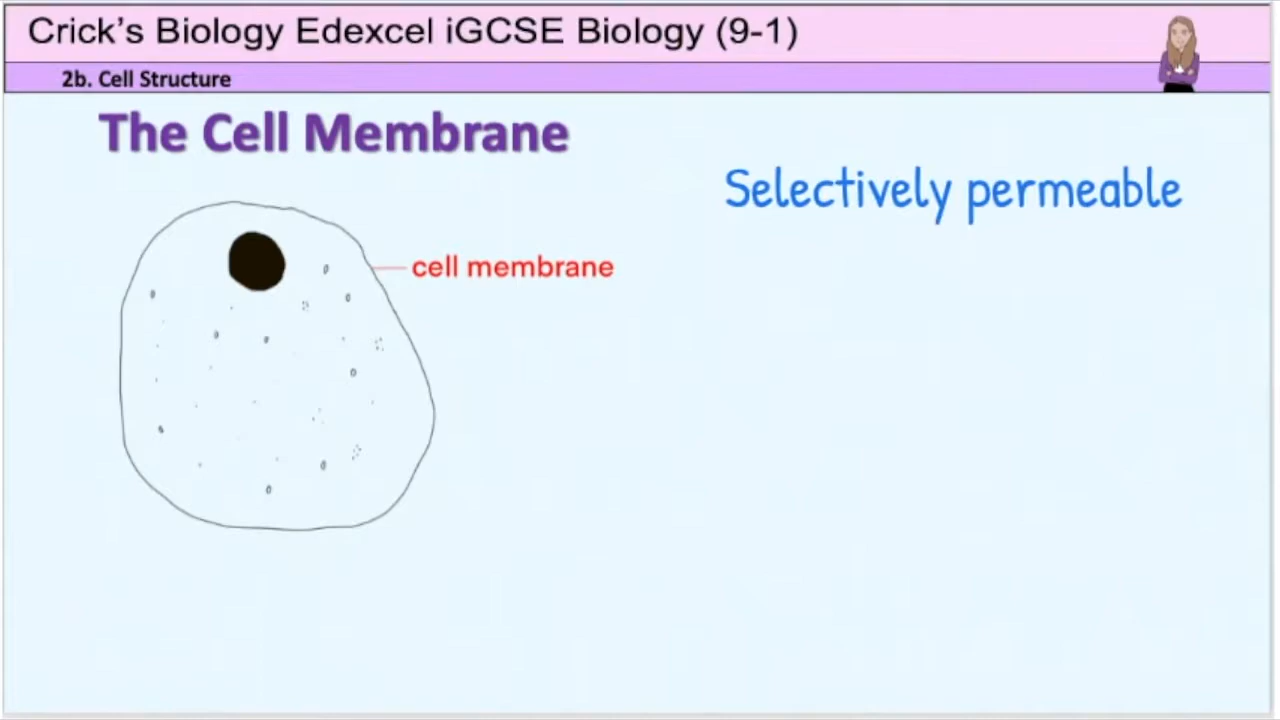 Crick's Biology Edexcel iGCSE Biology (9-1)
2b. Cell Structure
The Cell Membrane
Selectively permeable
cell membrane